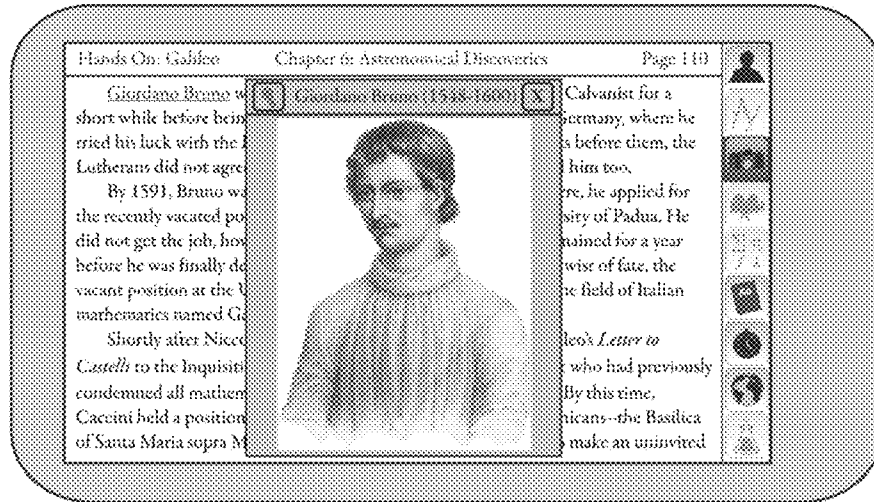 Hands On: Galileo Chapter 6: Astronomical Discoveries Page 110
Giordano Bruno w Giordano Bruno (1548-1600) X Calvanist for a
short while before bein Germany, where he
tried his luck with the s before them, the
Lutherans did not agre him too.
By 1591, Bruno wa re, he applied for
the recently vacated po sity of Padua. He
did not get the job, how mained for a year
before he was finally de wist of fate, the
vacant position at the U he field of Italian
mathematics named Ga
Shortly after Nicco leo's Letter to
Castelli to the Inquisiti who had previously
condemned all mathem By this time,
Caccini held a position nicans--the Basilica
of Santa Maria sopra M make an uninvited